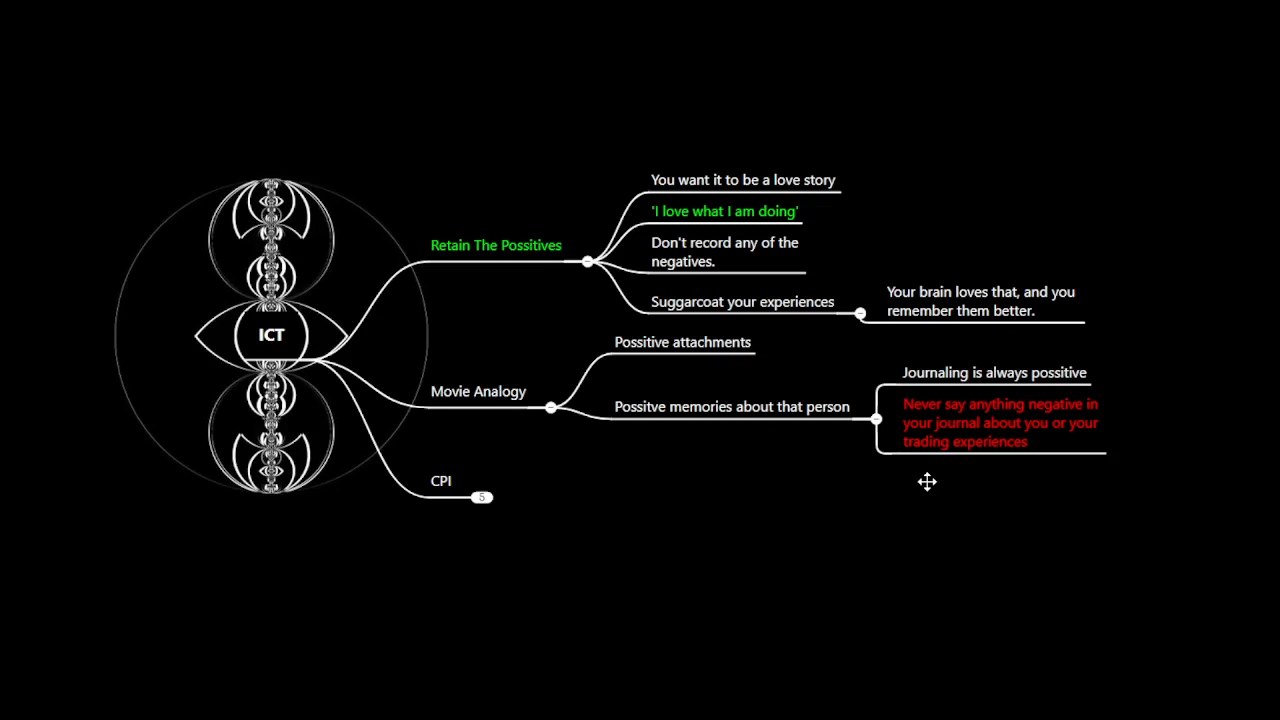 ICT
Retain The Possitives
You want it to be a love story
'I love what I am doing'
Don't record any of the
negatives.
Suggarcoat your experiences
Your brain loves that, and you
remember them better.
Movie Analogy
Possitive attachments
Possitve memories about that person
Journaling is always possitive
Never say anything negative in
your journal about you or your
trading experiences
CPI
5